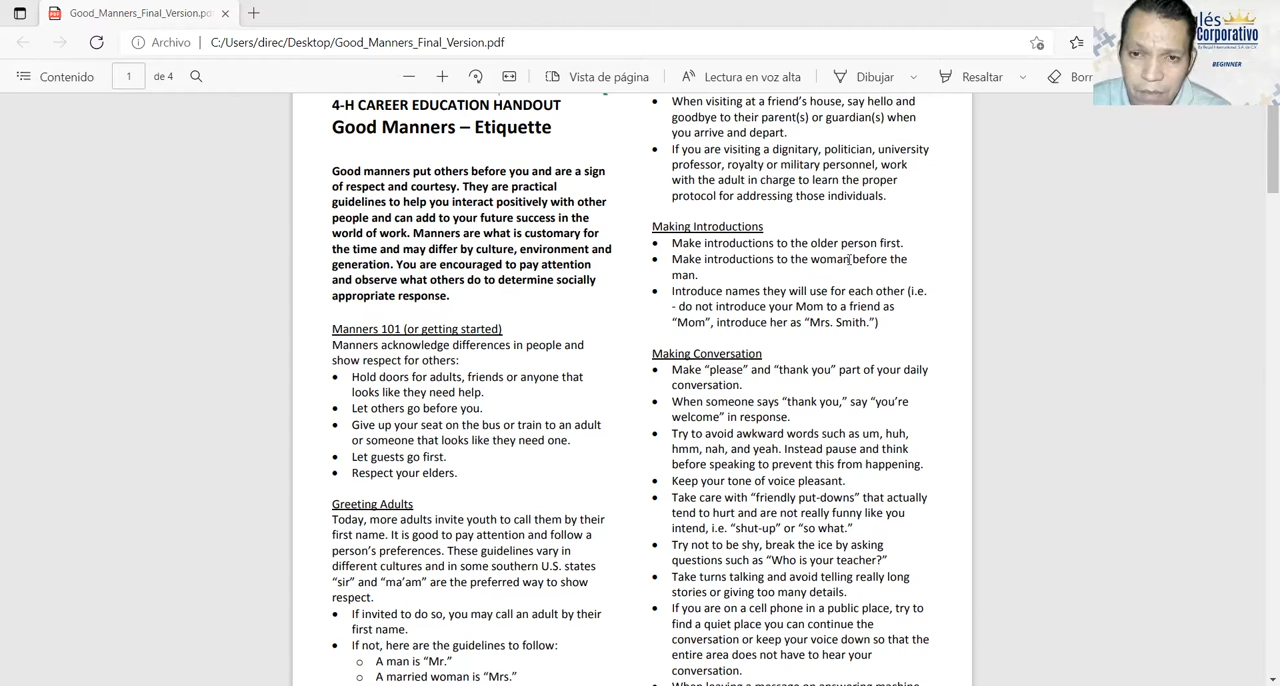 Good_Manners_Final_Version.pd
Archivo
C:/Users/direc/Desktop/Good_Manners_Final_Version.pdf
Contenido
1
de 4
Vista de página
Lectura en voz alta
Dibujar
Resaltar
Borr
lés
Corporativo
BEGINNER
4-H CAREER EDUCATION HANDOUT
Good Manners – Etiquette
Good manners put others before you and are a sign
of respect and courtesy. They are practical
guidelines to help you interact positively with other
people and can add to your future success in the
world of work. Manners are what is customary for
the time and may differ by culture, environment and
generation. You are encouraged to pay attention
and observe what others do to determine socially
appropriate response.
Manners 101 (or getting started)
Manners acknowledge differences in people and
show respect for others:
• Hold doors for adults, friends or anyone that
looks like they need help.
• Let others go before you.
• Give up your seat on the bus or train to an adult
or someone that looks like they need one.
• Let guests go first.
• Respect your elders.
Greeting Adults
Today, more adults invite youth to call them by their
first name. It is good to pay attention and follow a
person's preferences. These guidelines vary in
different cultures and in some southern U.S. states
“sir” and “ma’am” are the preferred way to show
respect.
• If invited to do so, you may call an adult by their
first name.
• If not, here are the guidelines to follow:
o A man is “Mr.”
o A married woman is “Mrs.”
• When visiting at a friend’s house, say hello and
goodbye to their parent(s) or guardian(s) when
you arrive and depart.
• If you are visiting a dignitary, politician, university
professor, royalty or military personnel, work
with the adult in charge to learn the proper
protocol for addressing those individuals.
Making Introductions
• Make introductions to the older person first.
• Make introductions to the woman before the
man.
• Introduce names they will use for each other (i.e.
- do not introduce your Mom to a friend as
“Mom”, introduce her as “Mrs. Smith.”)
Making Conversation
• Make “please” and “thank you” part of your daily
conversation.
• When someone says “thank you,” say “you’re
welcome” in response.
• Try to avoid awkward words such as um, huh,
hmm, nah, and yeah. Instead pause and think
before speaking to prevent this from happening.
• Keep your tone of voice pleasant.
• Take care with “friendly put-downs” that actually
tend to hurt and are not really funny like you
intend, i.e. “shut-up” or “so what.”
• Try not to be shy, break the ice by asking
questions such as “Who is your teacher?”
• Take turns talking and avoid telling really long
stories or giving too many details.
• If you are on a cell phone in a public place, try to
find a quiet place you can continue the
conversation or keep your voice down so that the
entire area does not have to hear your
conversation.
• When leaving a message on answering machine